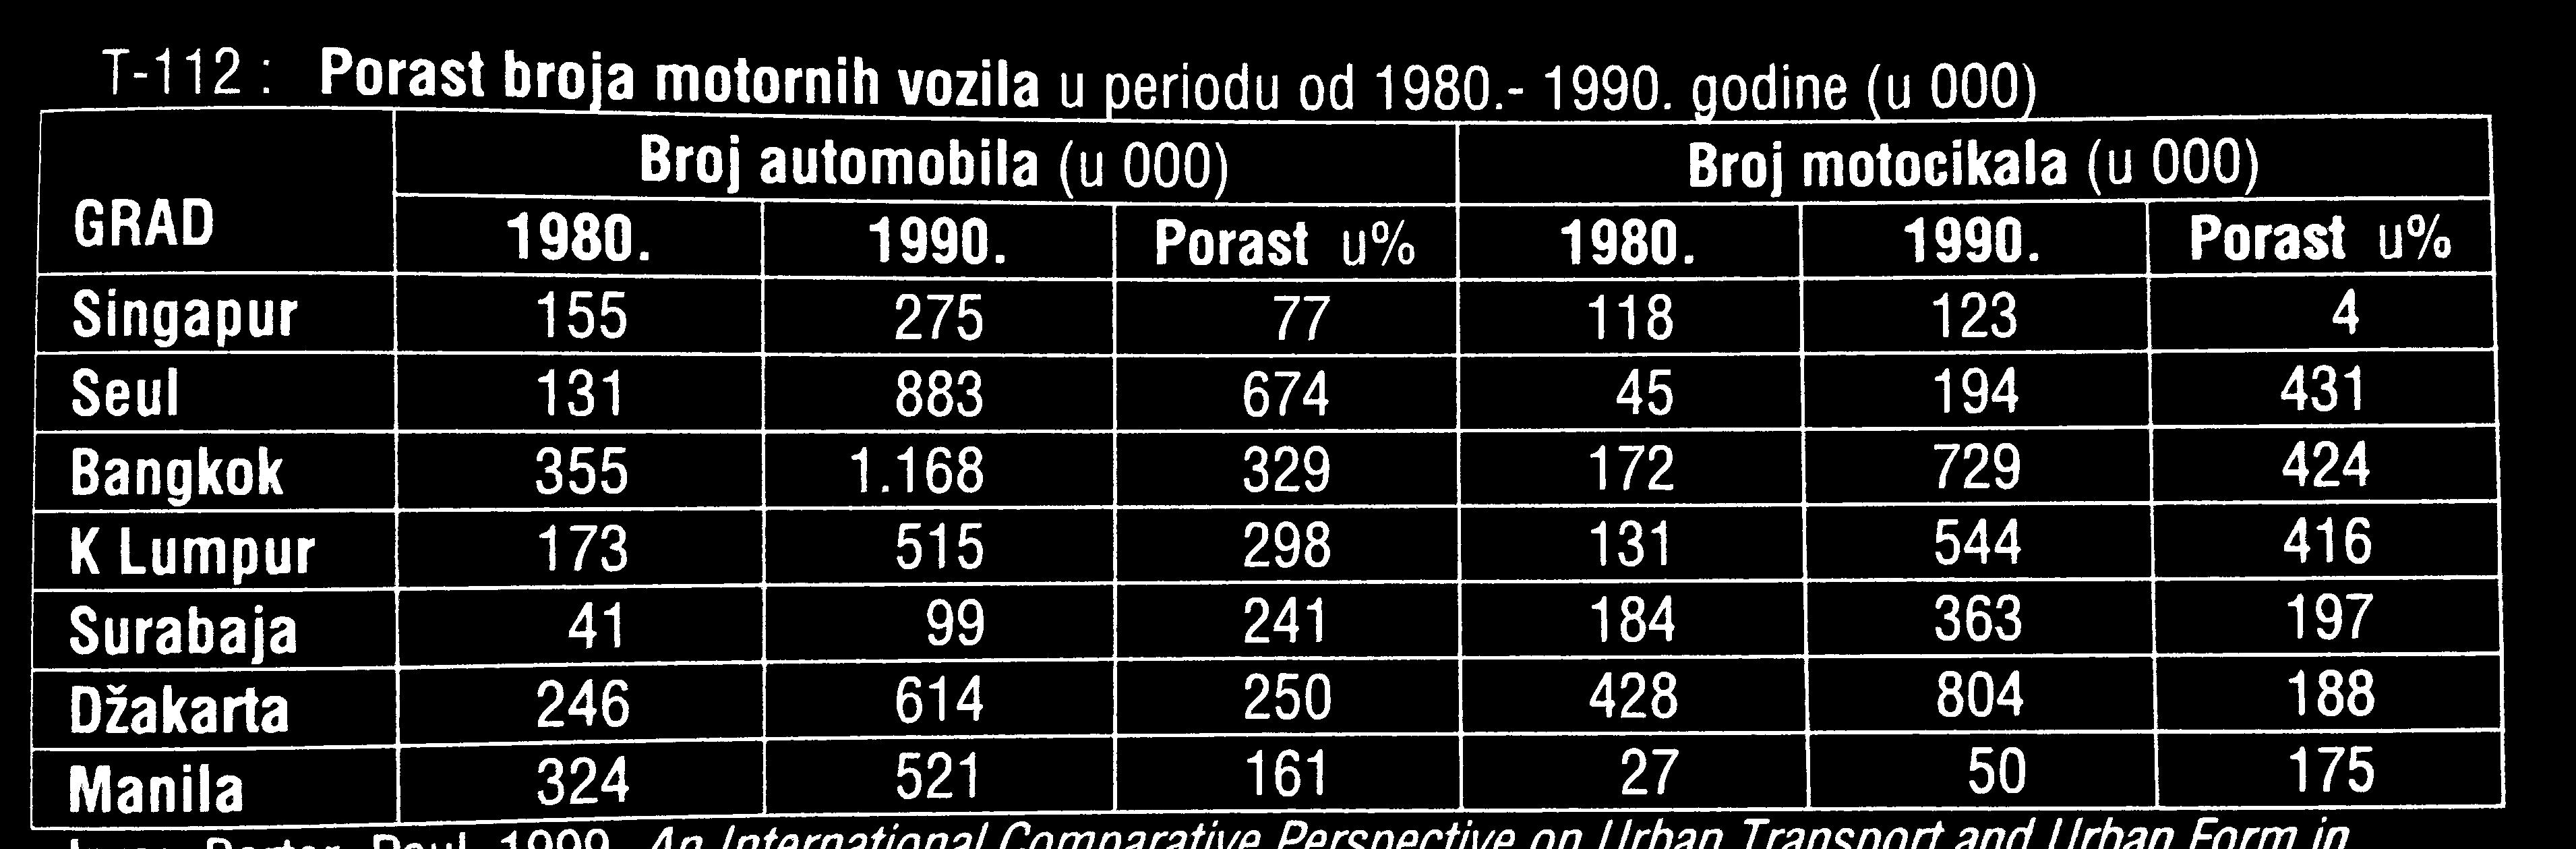 T-112 : Porast broja motornih vozila u periodu od 1980.- 1990. godine (u 000)
GRAD Broj automobila (u 000) Broj motocikala (u 000)
1980. 1990. Porast u% 1980. 1990. Porast u%
Singapur 155 275 77 118 123 4
Seul 131 883 674 45 194 431
Bangkok 355 1.168 329 172 729 424
K Lumpur 173 515 298 131 544 416
Surabaja 41 99 241 184 363 197
Džakarta 246 614 250 428 804 188
Manila 324 521 161 27 50 175
Paul 1999 An International Comparative Perspective on Urban Transport and Urban Form in